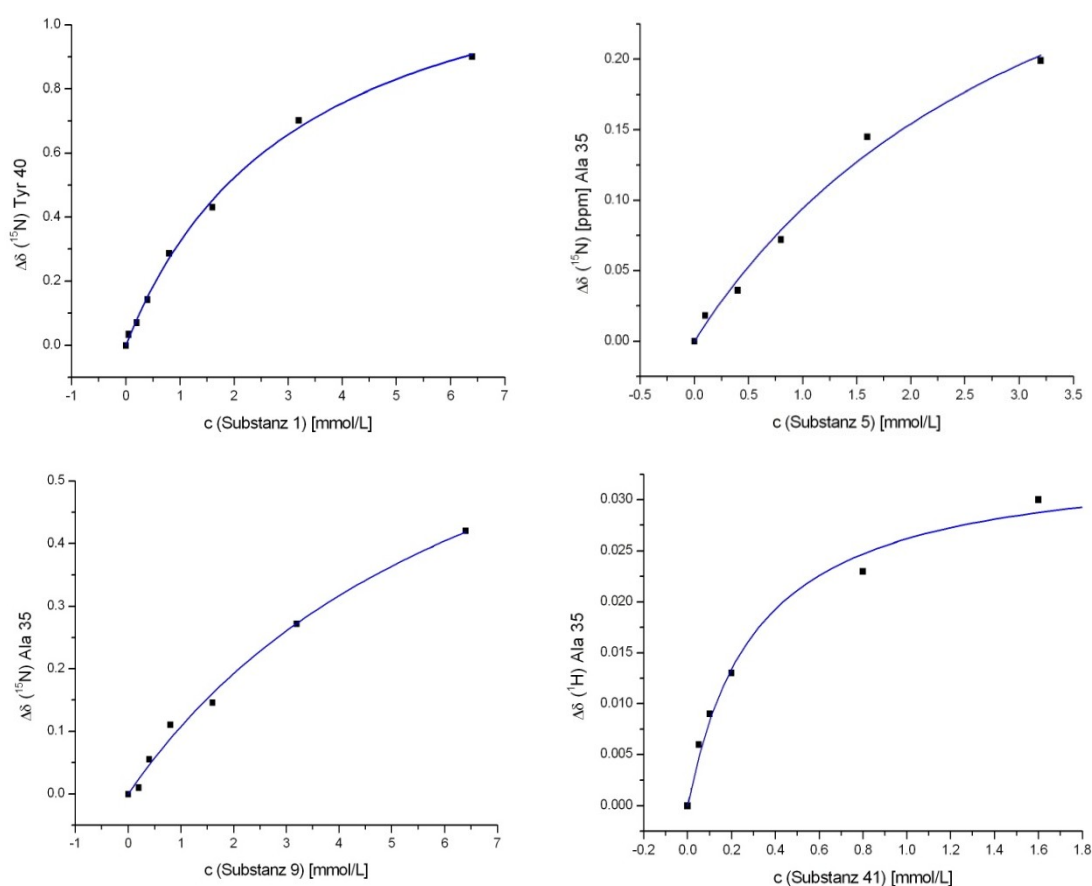 1.0
0.8
0.6
0.4
0.2
0.0
Δδ (¹⁵N) Tyr 40
-1 0 1 2 3 4 5 6 7
c (Substanz 1) [mmol/L]
0.20
0.15
0.10
0.05
0.00
Δδ (¹⁵N) [ppm] Ala 35
-0.5 0.0 0.5 1.0 1.5 2.0 2.5 3.0 3.5
c (Substanz 5) [mmol/L]
0.5
0.4
0.3
0.2
0.1
0.0
Δδ (¹⁵N) Ala 35
-1 0 1 2 3 4 5 6 7
c (Substanz 9) [mmol/L]
0.030
0.025
0.020
0.015
0.010
0.005
0.000
Δδ (¹H) Ala 35
-0.2 0.0 0.2 0.4 0.6 0.8 1.0 1.2 1.4 1.6 1.8
c (Substanz 41) [mmol/L]